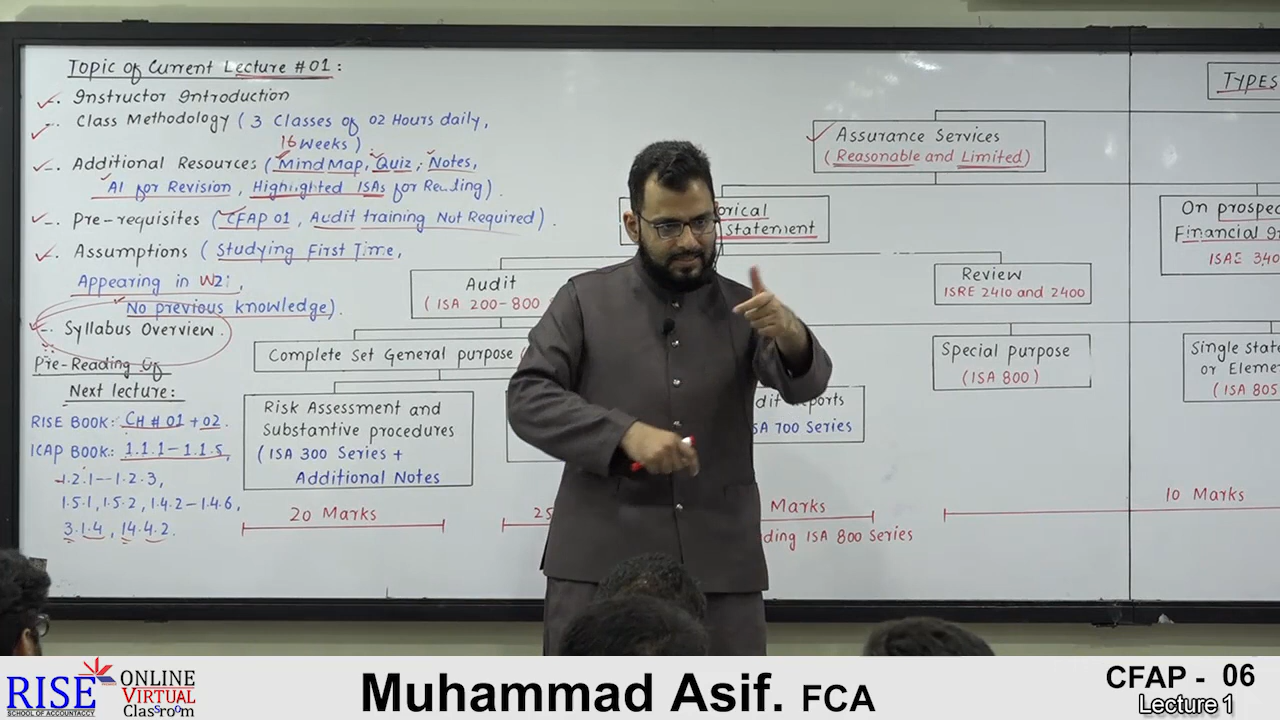 Topic of Current Lecture #01:
-. Instructor Introduction
-. Class Methodology (3 Classes of 02 Hours daily,
16 Weeks)
-. Additional Resources (Mind Map, Quiz, Notes,
AI for Revision, Highlighted ISAs for Reading).
-. Pre-requisites (CFAP 01, Audit training Not Required).
-. Assumptions (Studying First Time,
Appearing in W2
No previous knowledge).
-. Syllabus Overview.
Pre-Reading of
Next lecture:
RISE BOOK: CH # 01 + 02.
ICAP BOOK: 1.1.1-1.1.5,
1.2.1--1.2.3,
1.5.1, 1.5.2, 1.4.2-1.4.6,
3.1.4, 14.4.2.
TYPES
Assurance Services
(Reasonable and Limited)
orical
statement
On prospec
Financial In
ISAE 340
Audit
(ISA 200-800
Review
ISRE 2410 and 2400
Complete Set General purpose
Special purpose
(ISA 800)
Single State
or Eleme
(ISA 805
Risk Assessment and
Substantive procedures
(ISA 300 Series +
Additional Notes
dit reports
SA 700 Series
20 Marks
25
Marks
ding ISA 800 Series
10 Marks
RISE
SCHOOL OF ACCOUNTANCY
ONLINE
VIRTUAL
Classroom
Muhammad Asif. FCA
CFAP - 06
Lecture 1